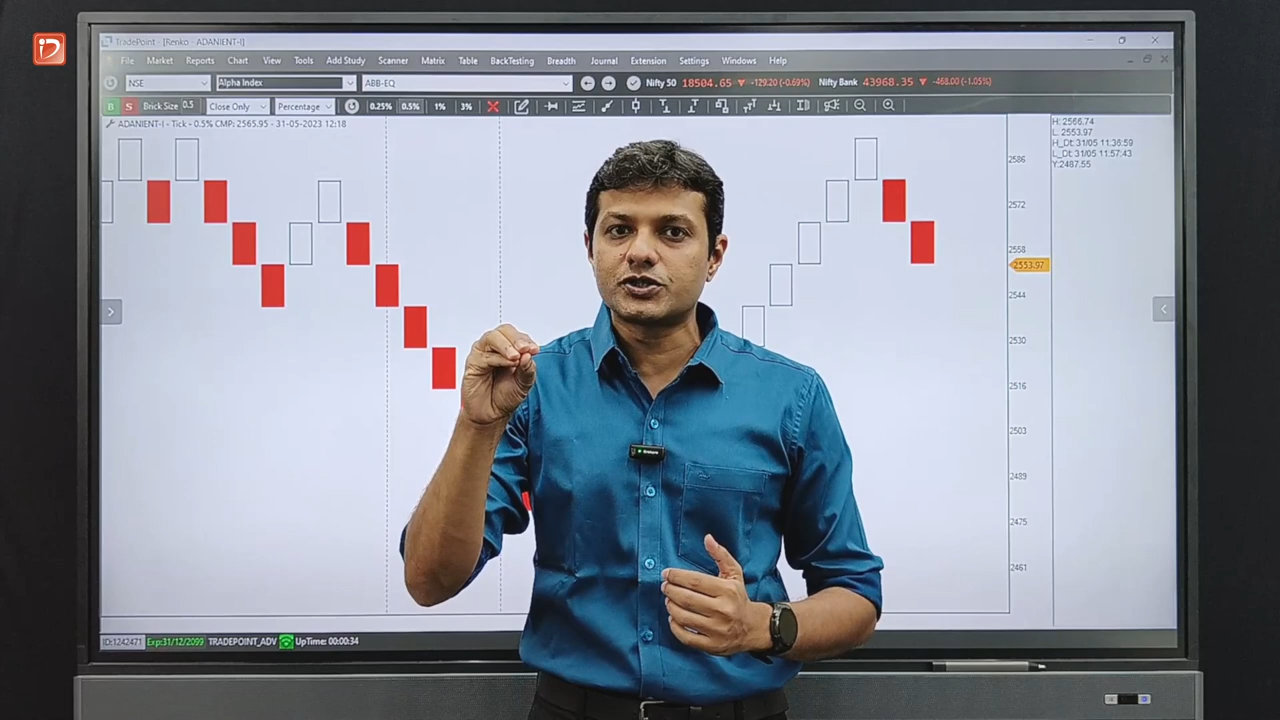 TradePoint - [Renko - ADANIENT-I]
File Market Reports Chart View Tools Add Study Scanner Matrix Table BackTesting Breadth Journal Extension Settings Windows Help
NSE Alpha Index ABB-EQ Nifty 50 18504.65 ▼ -129.20 (-0.69%) Nifty Bank 43968.35 ▼ -468.00 (-1.05%)
B S Brick Size 0.5 Close Only Percentage 0.25% 0.5% 1% 3%
ADANIENT-I - Tick - 0.5% CMP: 2565.95 - 31-05-2023 12:18
H: 2566.74
L: 2553.97
H_Dt: 31/05 11:36:59
L_Dt: 31/05 11:57:43
Y:2487.55
2586
2572
2558
2553.97
2544
2530
2516
2503
2489
2475
2461
ID:1242471 Exp:31/12/2099 TRADEPOINT_ADV UpTime: 00:00:34